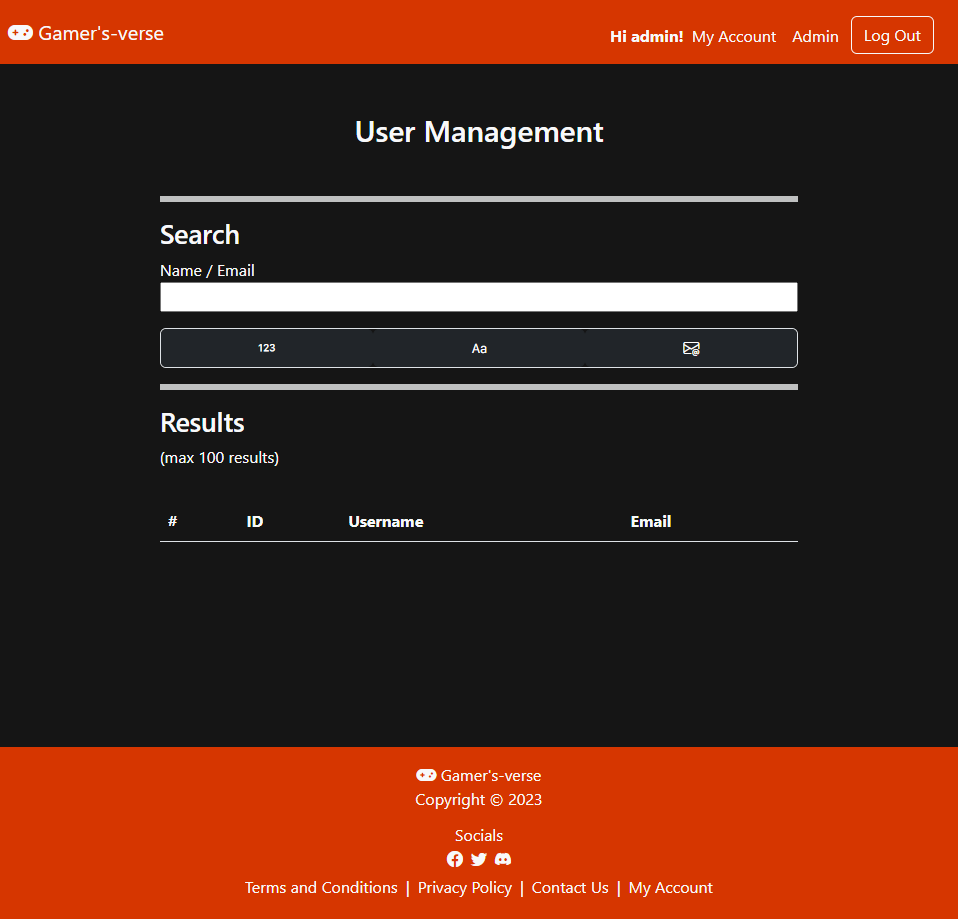 Gamer's-verse
Hi admin! My Account Admin Log Out
User Management
Search
Name / Email
123 Aa
Results
(max 100 results)
# ID Username Email
Gamer's-verse
Copyright © 2023
Socials
Terms and Conditions | Privacy Policy | Contact Us | My Account